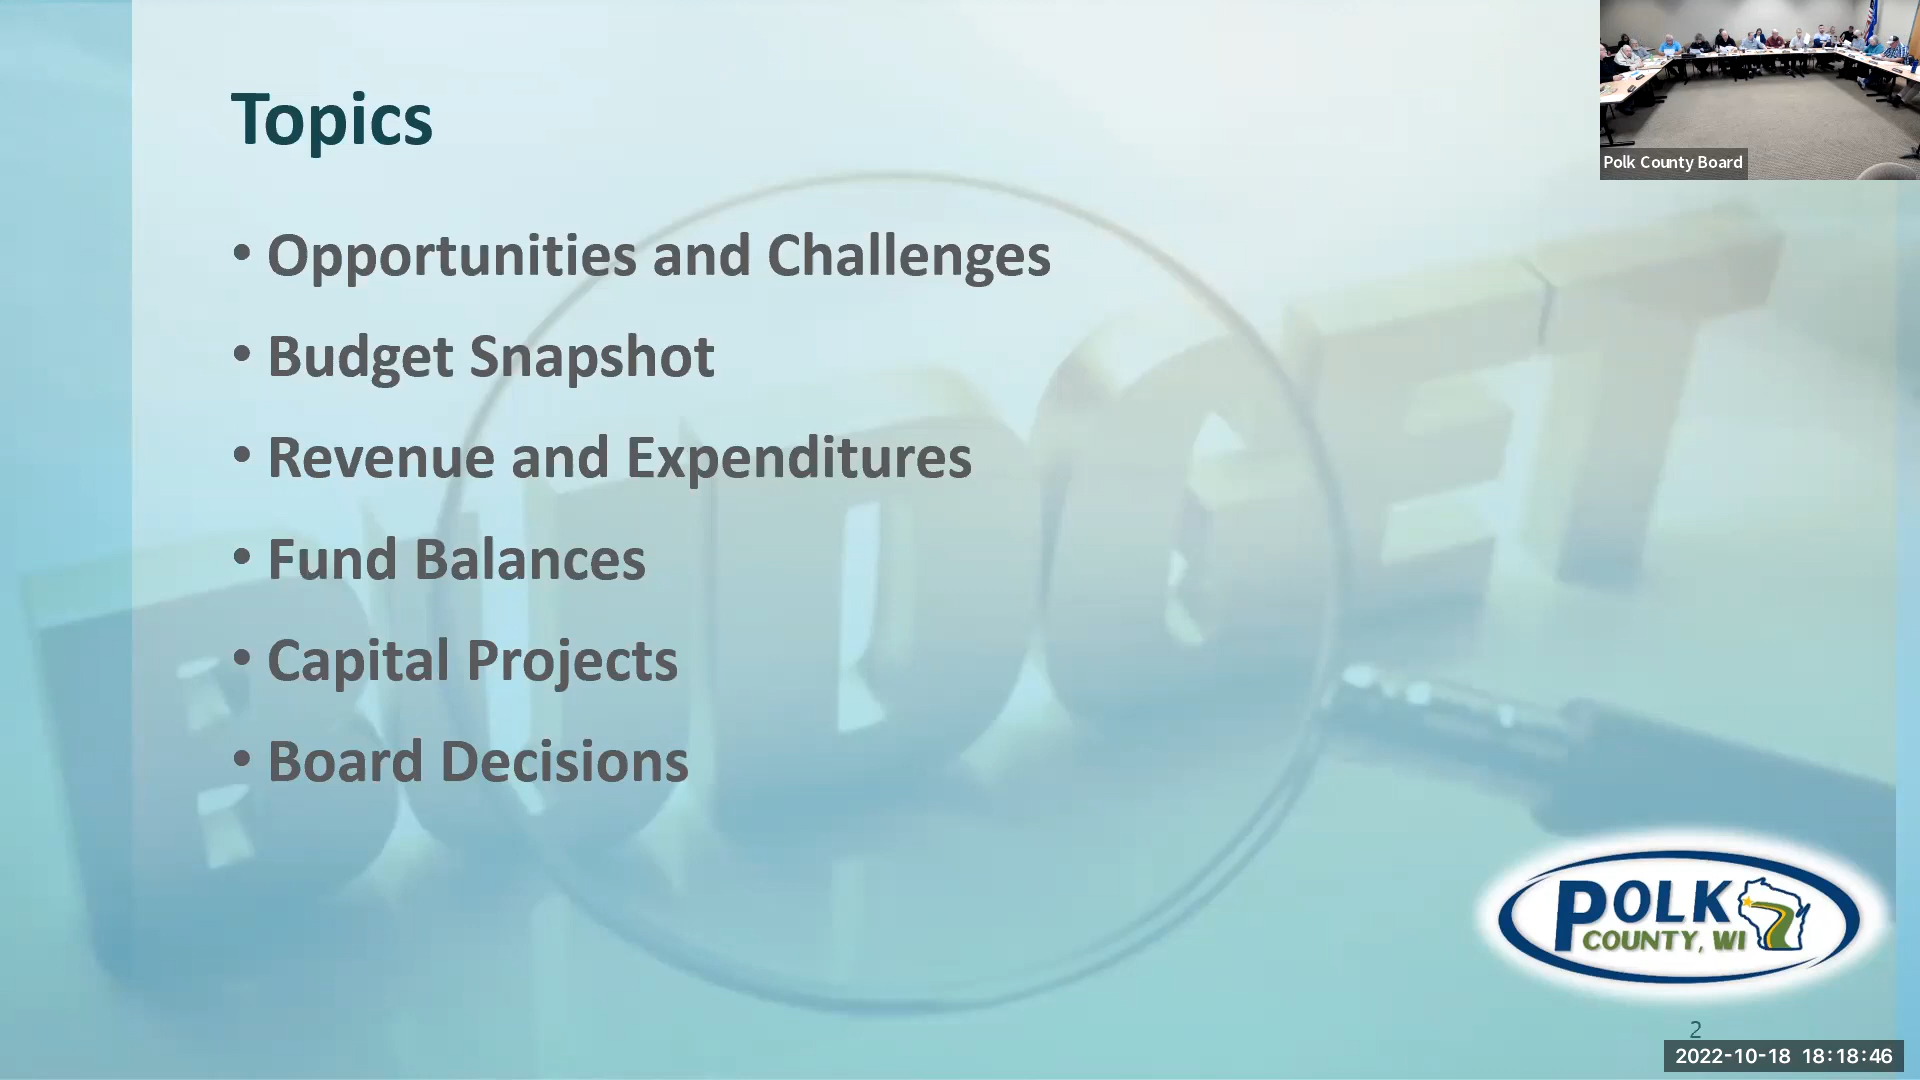 Topics
• Opportunities and Challenges
• Budget Snapshot
• Revenue and Expenditures
• Fund Balances
• Capital Projects
• Board Decisions
BUDGET
Polk County Board
POLK
COUNTY, WI
2
2022-10-18 18:18:46